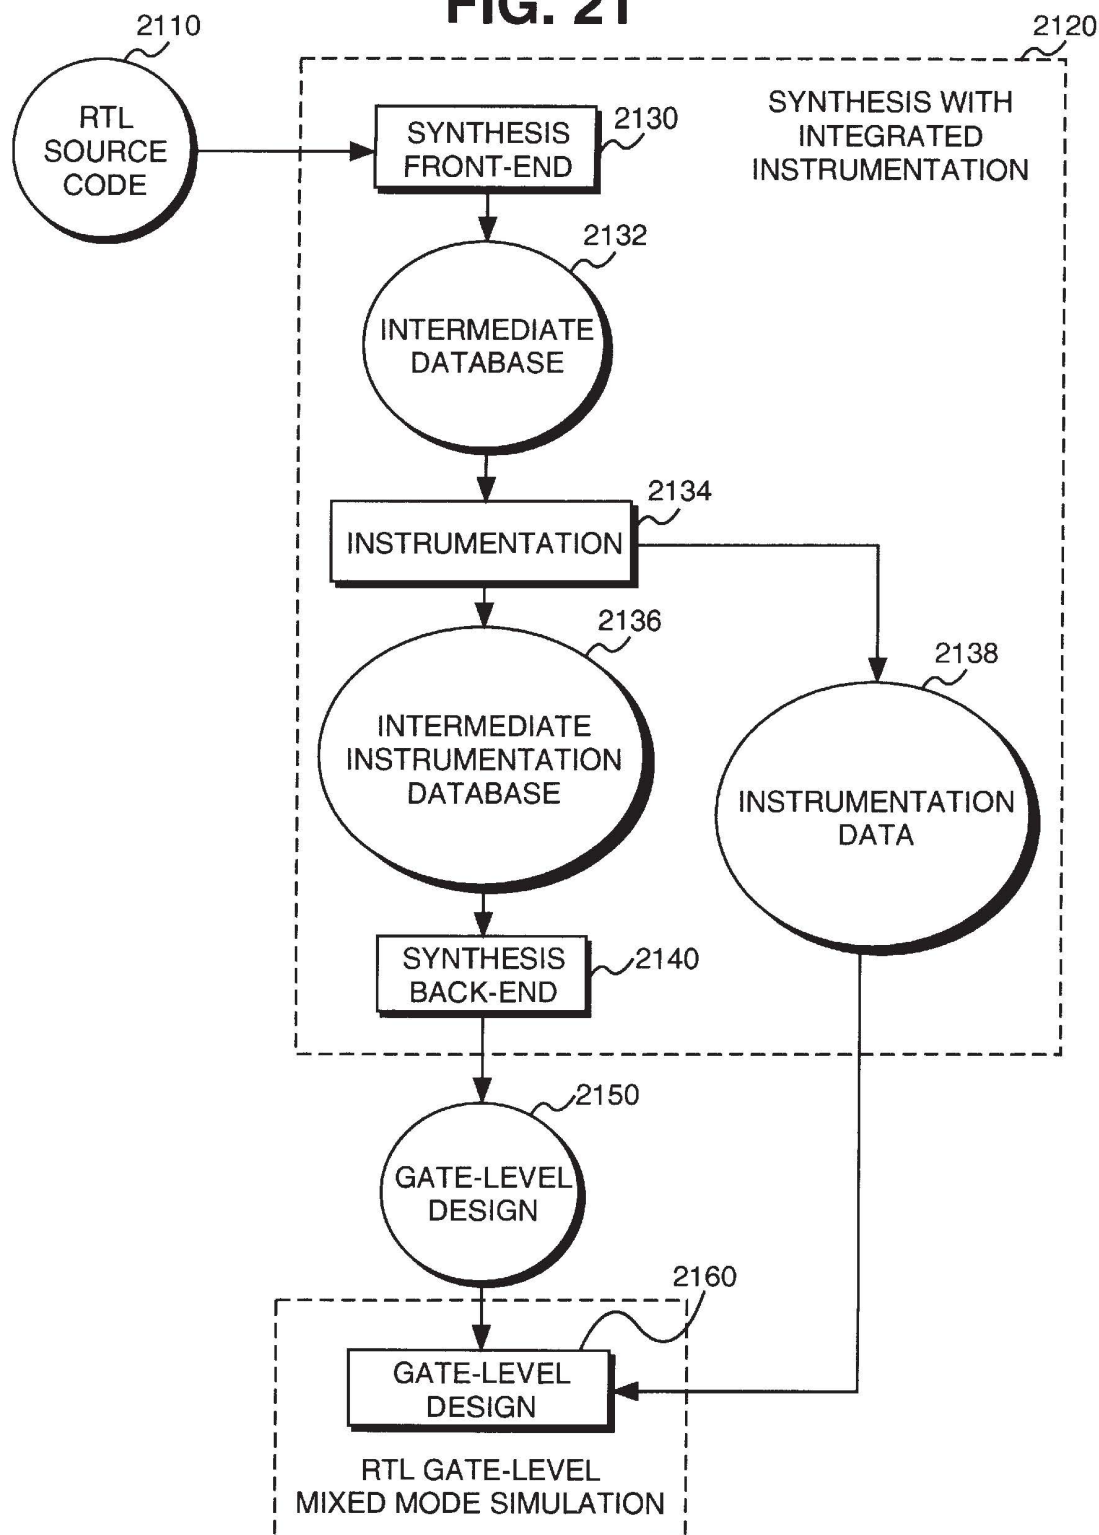 FIG. 21
2110
2120
RTL
SOURCE
CODE
SYNTHESIS
FRONT-END
2130
SYNTHESIS WITH
INTEGRATED
INSTRUMENTATION
2132
INTERMEDIATE
DATABASE
2134
INSTRUMENTATION
2136
INTERMEDIATE
INSTRUMENTATION
DATABASE
2138
INSTRUMENTATION
DATA
SYNTHESIS
BACK-END
2140
2150
GATE-LEVEL
DESIGN
2160
GATE-LEVEL
DESIGN
RTL GATE-LEVEL
MIXED MODE SIMULATION